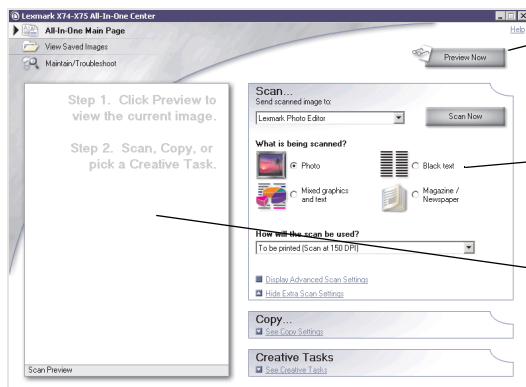 Lexmark X74-X75 All-In-One Center
All-In-One Main Page
Help
View Saved Images
Maintain/Troubleshoot
Preview Now
Step 1. Click Preview to
view the current image.
Step 2. Scan, Copy, or
pick a Creative Task.
Scan Preview
Scan...
Send scanned image to:
Lexmark Photo Editor
Scan Now
What is being scanned?
Photo
Black text
Mixed graphics
and text
Magazine /
Newspaper
How will the scan be used?
To be printed (Scan at 150 DPI)
Display Advanced Scan Settings
Hide Extra Scan Settings
Copy...
See Copy Settings
Creative Tasks
See Creative Tasks